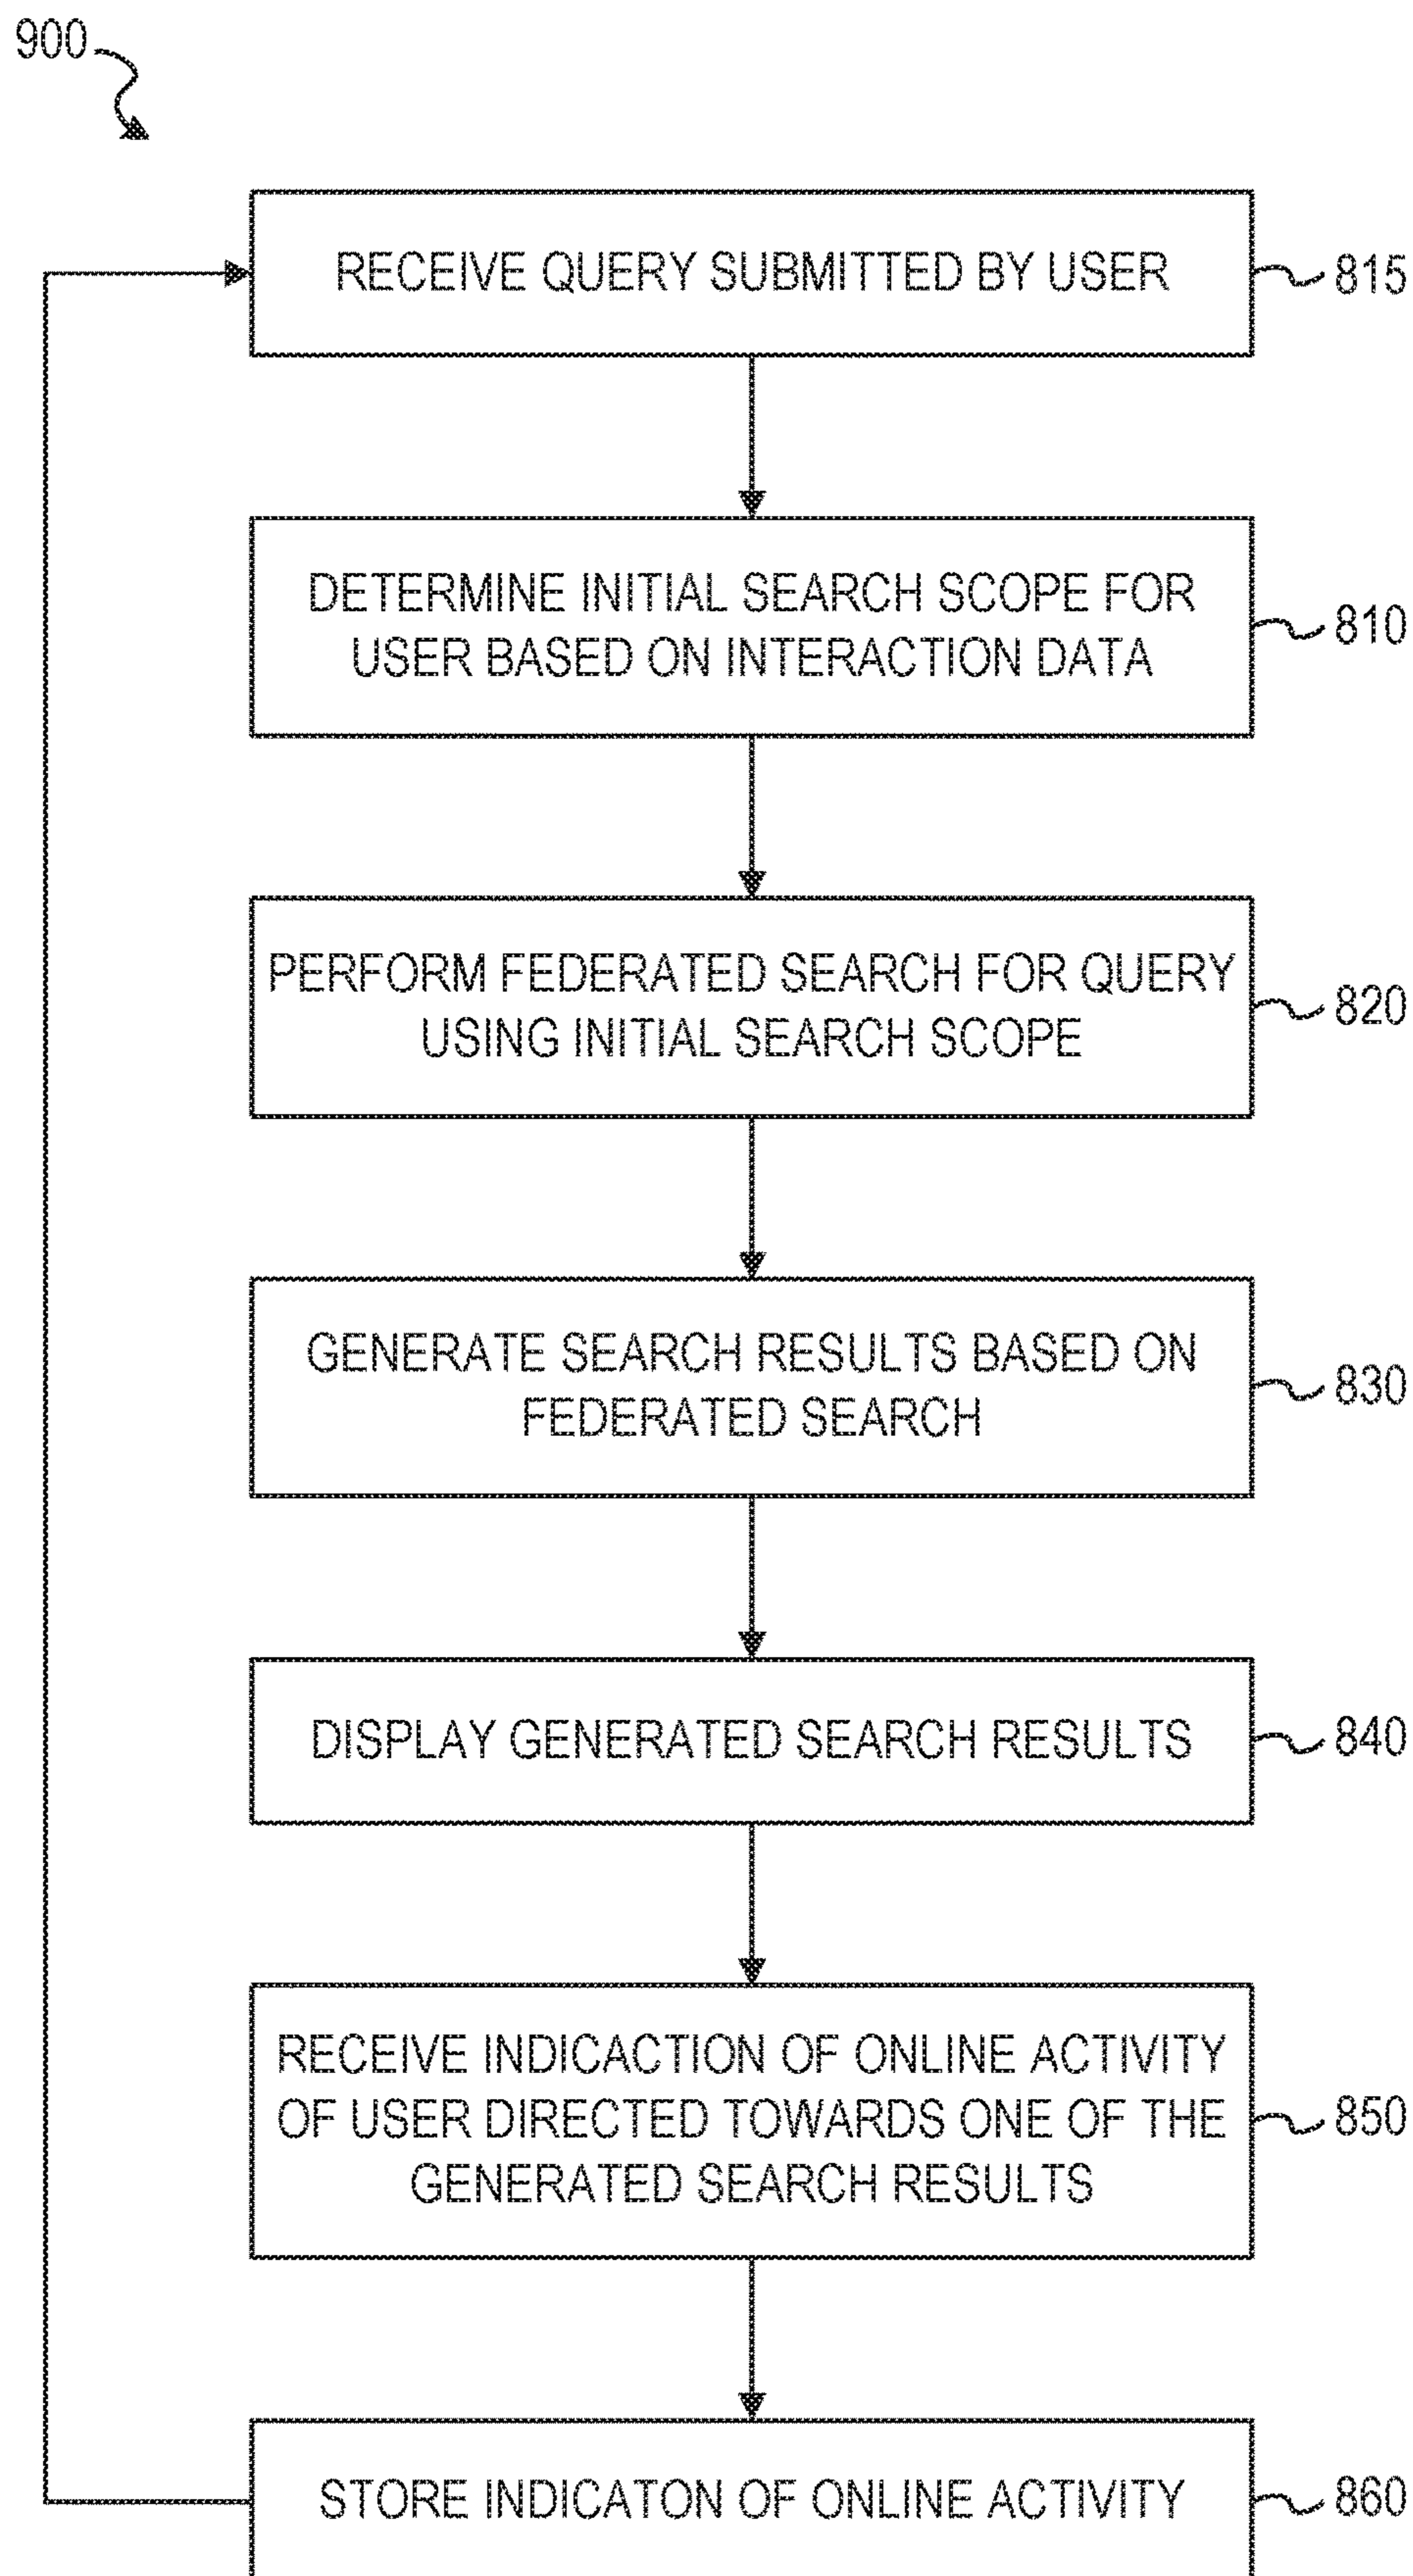 900
RECEIVE QUERY SUBMITTED BY USER
815
DETERMINE INITIAL SEARCH SCOPE FOR
USER BASED ON INTERACTION DATA
810
PERFORM FEDERATED SEARCH FOR QUERY
USING INITIAL SEARCH SCOPE
820
GENERATE SEARCH RESULTS BASED ON
FEDERATED SEARCH
830
DISPLAY GENERATED SEARCH RESULTS
840
RECEIVE INDICACTION OF ONLINE ACTIVITY
OF USER DIRECTED TOWARDS ONE OF THE
GENERATED SEARCH RESULTS
850
STORE INDICATON OF ONLINE ACTIVITY
860